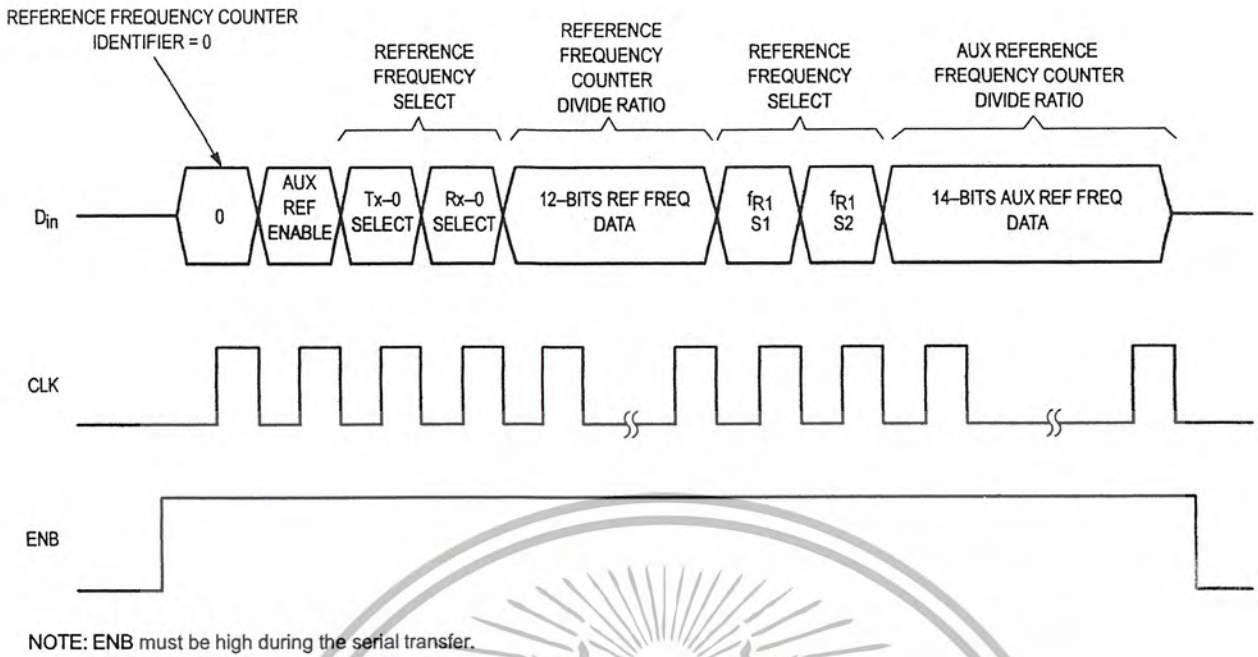 REFERENCE FREQUENCY COUNTER
IDENTIFIER = 0
REFERENCE
FREQUENCY
SELECT
REFERENCE
FREQUENCY
COUNTER
DIVIDE RATIO
REFERENCE
FREQUENCY
SELECT
AUX REFERENCE
FREQUENCY COUNTER
DIVIDE RATIO
Din
0
AUX
REF
ENABLE
Tx–0
SELECT
Rx–0
SELECT
12–BITS REF FREQ
DATA
fR1
S1
fR1
S2
14–BITS AUX REF FREQ
DATA
CLK
ENB
NOTE: ENB must be high during the serial transfer.